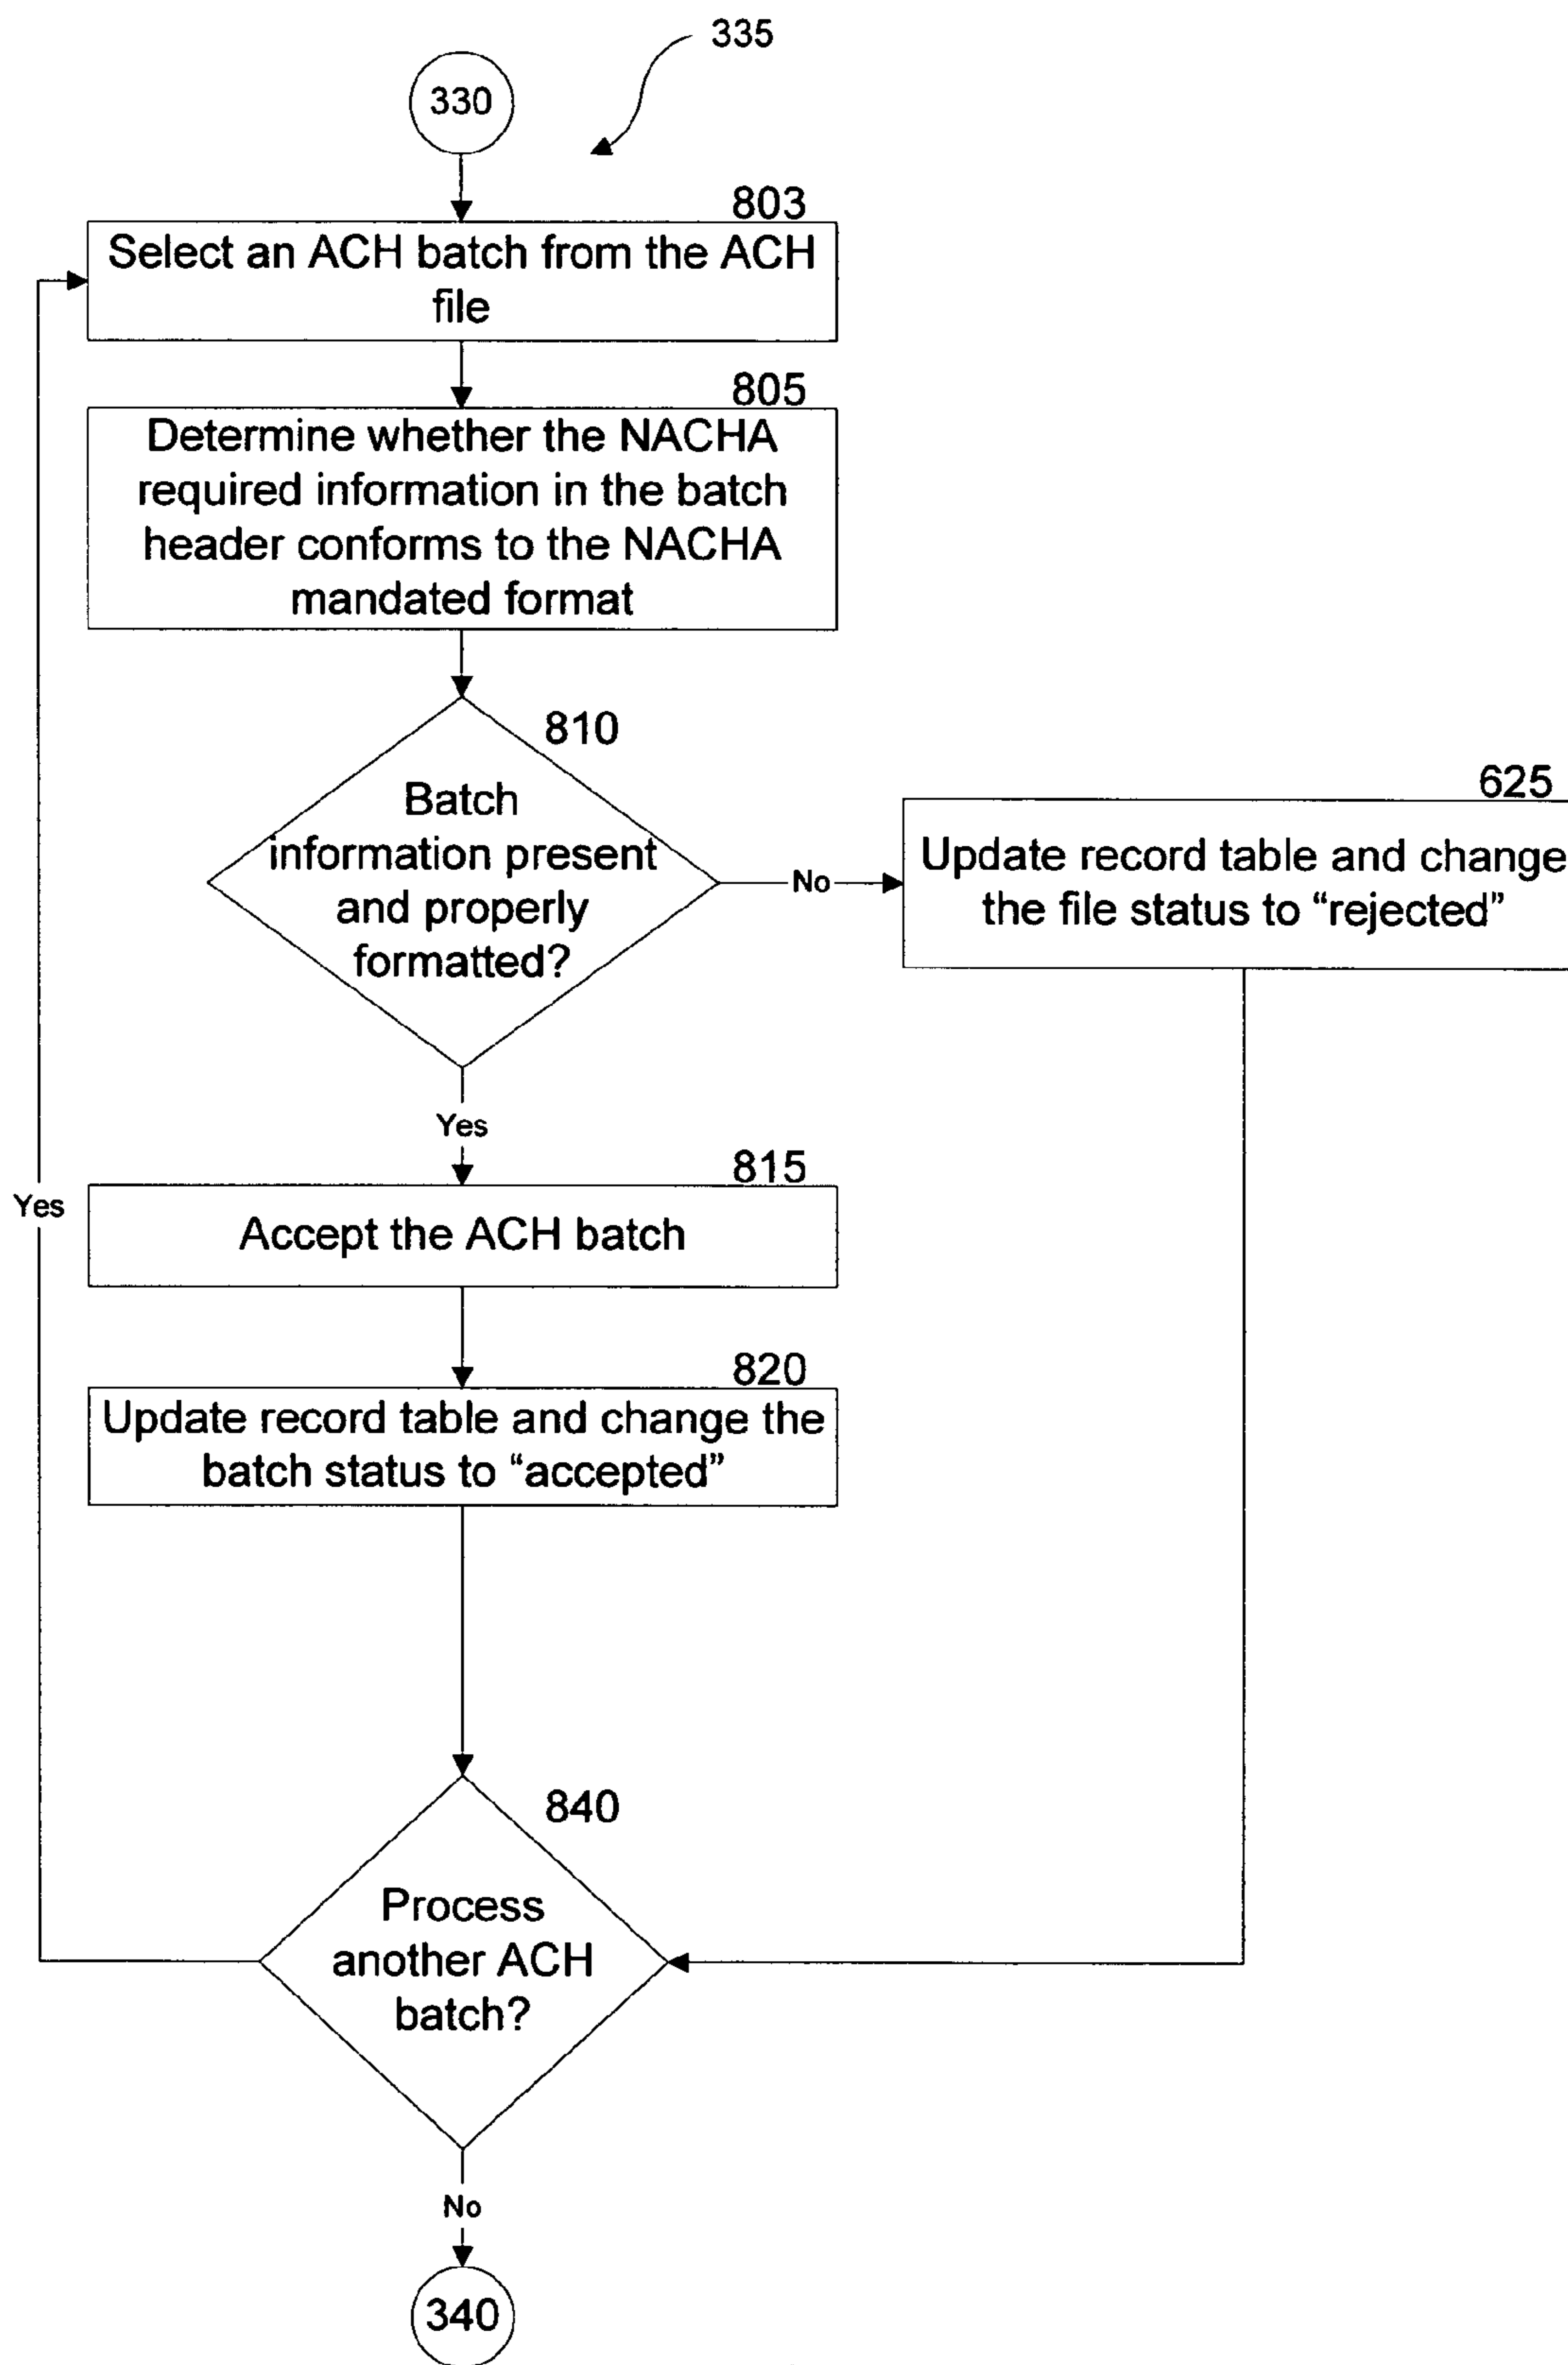 335
330
803
Select an ACH batch from the ACH
file
805
Determine whether the NACHA
required information in the batch
header conforms to the NACHA
mandated format
810
Batch
information present
and properly
formatted?
No
625
Update record table and change
the file status to “rejected”
Yes
815
Accept the ACH batch
Yes
820
Update record table and change the
batch status to “accepted”
840
Process
another ACH
batch?
No
340